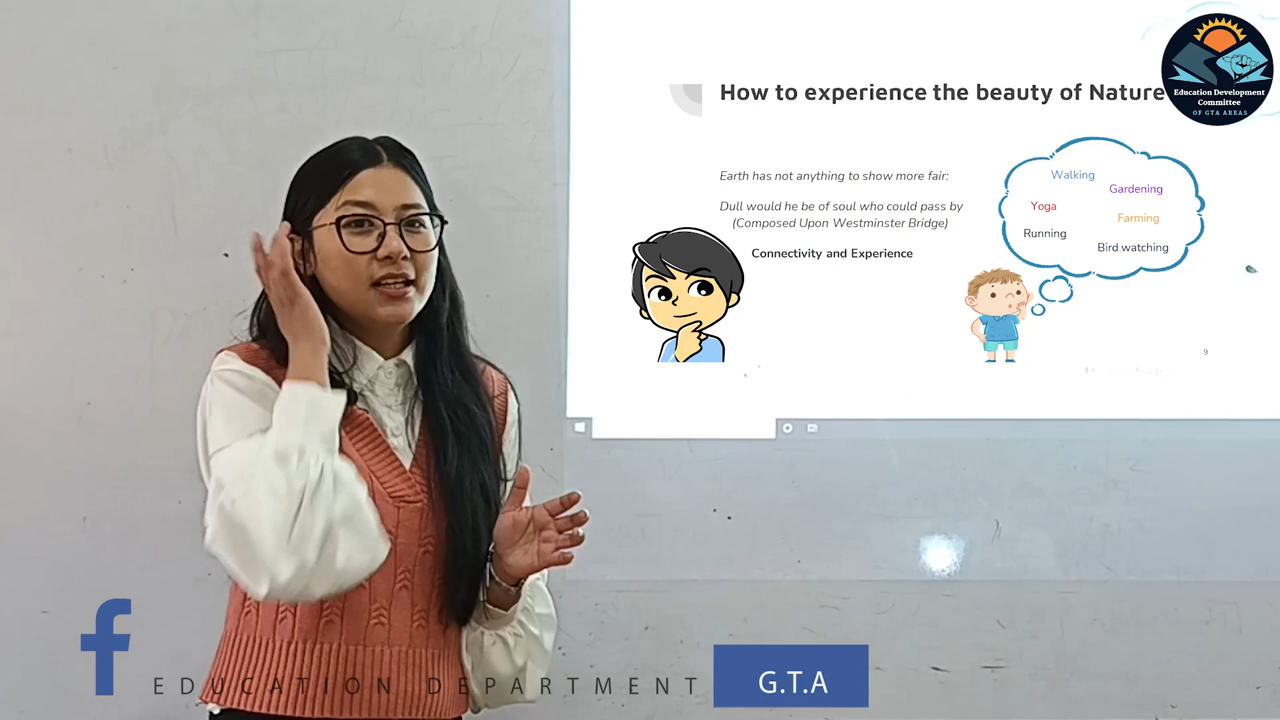 How to experience the beauty of Nature
Education Development
Committee
OF GTA AREAS
Earth has not anything to show more fair:
Dull would he be of soul who could pass by
(Composed Upon Westminster Bridge)
Connectivity and Experience
Walking
Gardening
Yoga
Farming
Running
Bird watching
9
f
EDUCATION DEPARTMENT
G.T.A